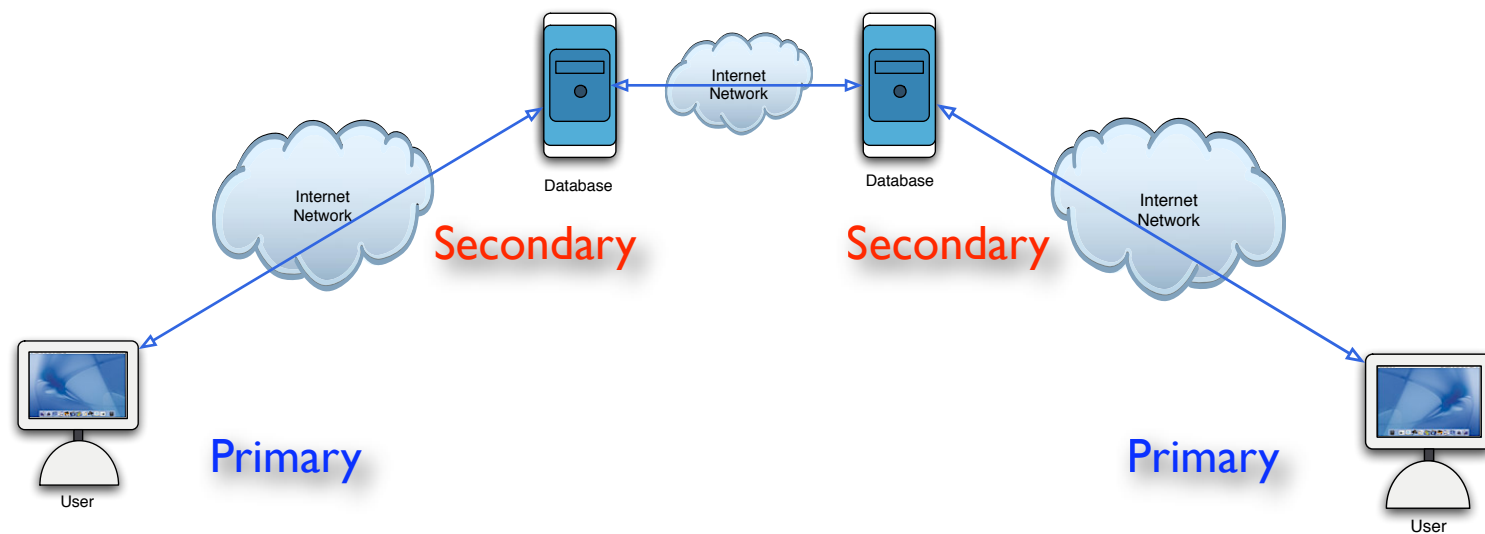 Internet
Network
Database
Database
Internet
Network
Internet
Network
Secondary
Secondary
Primary
Primary
User
User